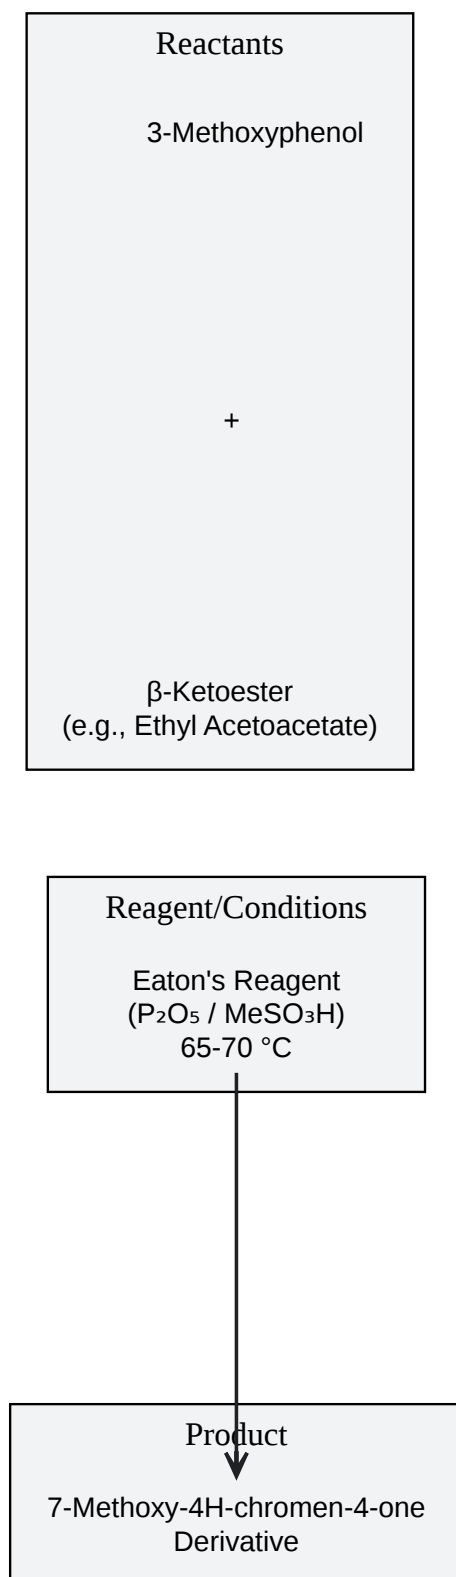 Reactants
3-Methoxyphenol
+
β-Ketoester
(e.g., Ethyl Acetoacetate)
Reagent/Conditions
Eaton's Reagent
(P₂O₅ / MeSO₃H)
65-70 °C
Product
7-Methoxy-4H-chromen-4-one
Derivative